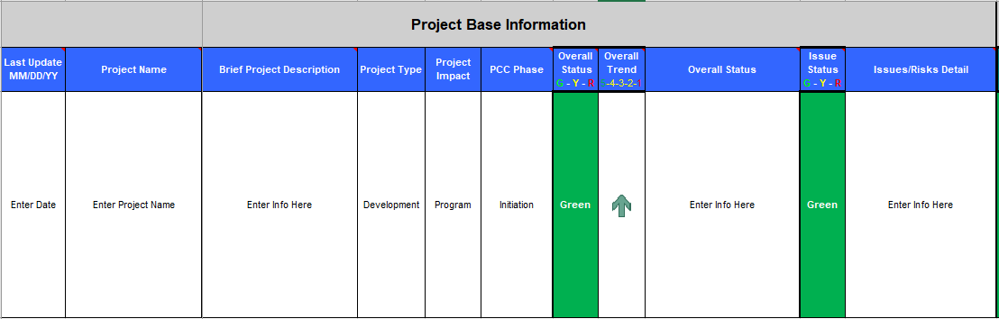 Project Base Information
Last Update
MM/DD/YY
Project Name
Brief Project Description
Project Type
Project
Impact
PCC Phase
Overall
Status
G - Y - R
Overall
Trend
-4-3-2-
Overall Status
Issue
Status
G - Y - R
Issues/Risks Detail
Enter Date
Enter Project Name
Enter Info Here
Development
Program
Initiation
Green
Enter Info Here
Green
Enter Info Here